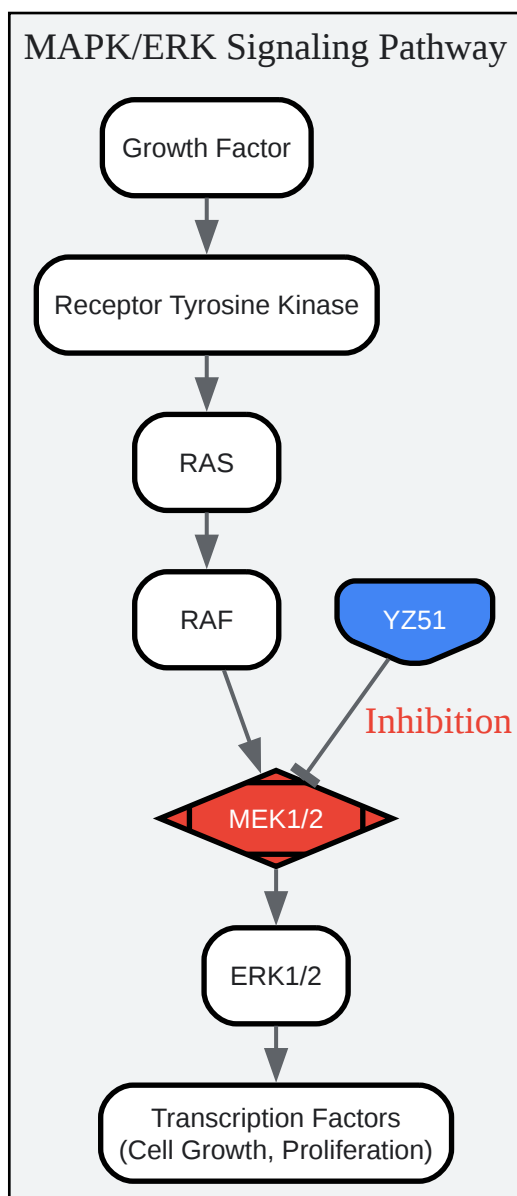 MAPK/ERK Signaling Pathway
Growth Factor
Receptor Tyrosine Kinase
RAS
RAF
YZ51
Inhibition
MEK1/2
ERK1/2
Transcription Factors
(Cell Growth, Proliferation)